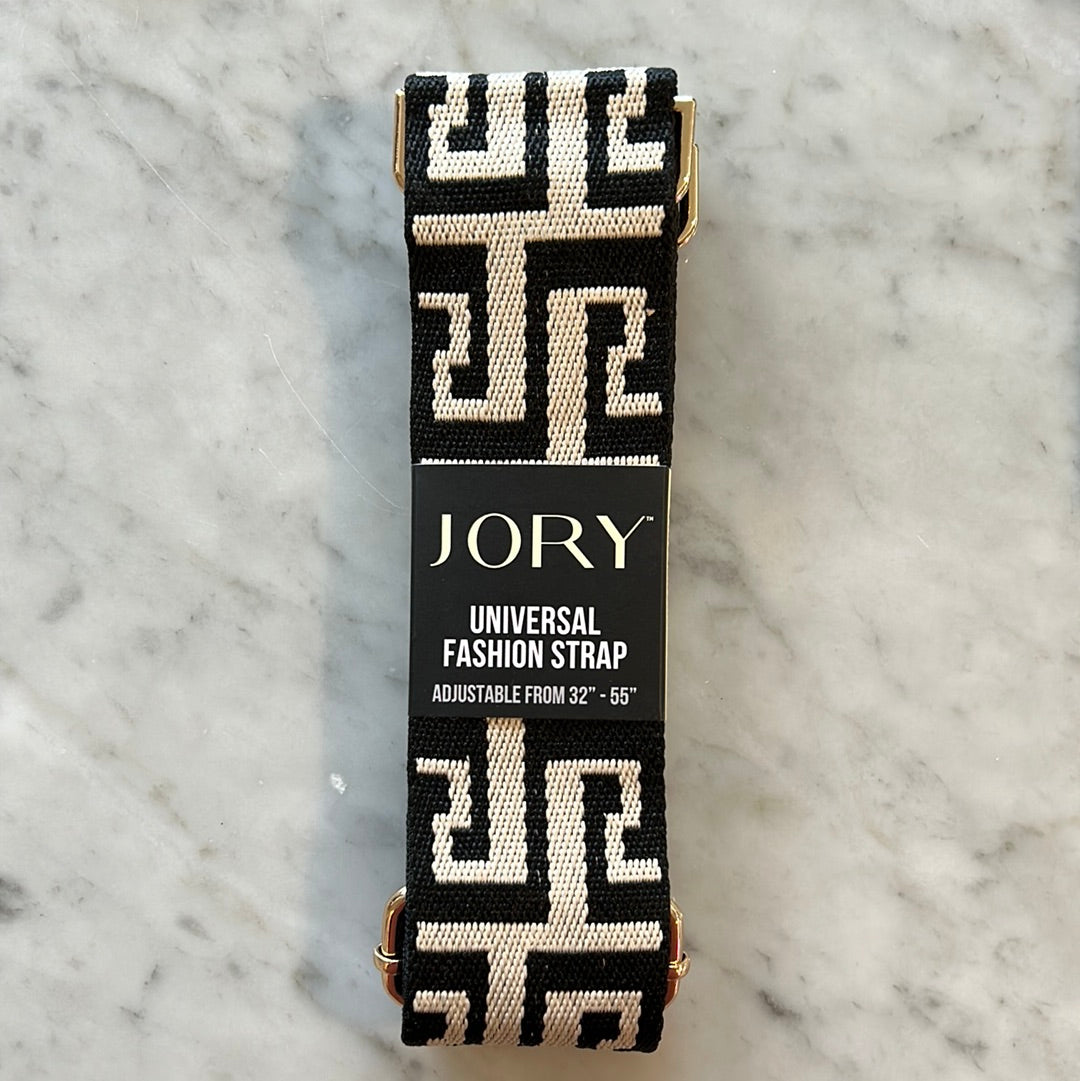 JORY™
UNIVERSAL
FASHION STRAP
ADJUSTABLE FROM 32” - 55”